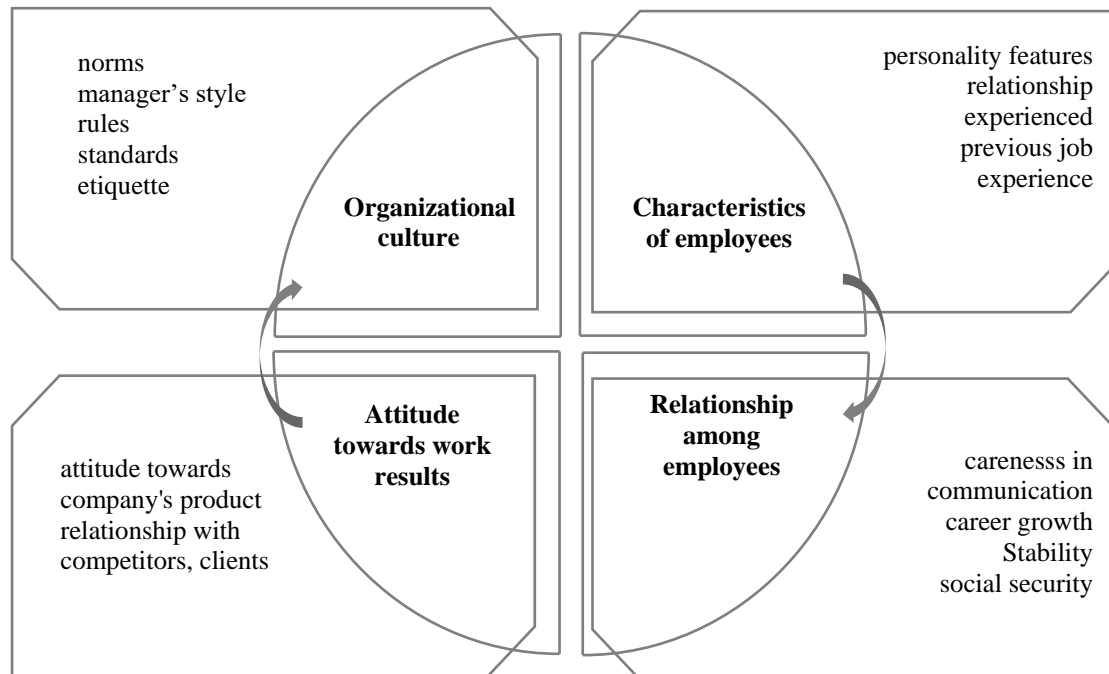 norms
manager’s style
rules
standards
etiquette
Organizational
culture
personality features
relationship
experienced
previous job
experience
Characteristics
of employees
Attitude
towards work
results
attitude towards
company's product
relationship with
competitors, clients
Relationship
among
employees
carenesss in
communication
career growth
Stability
social security